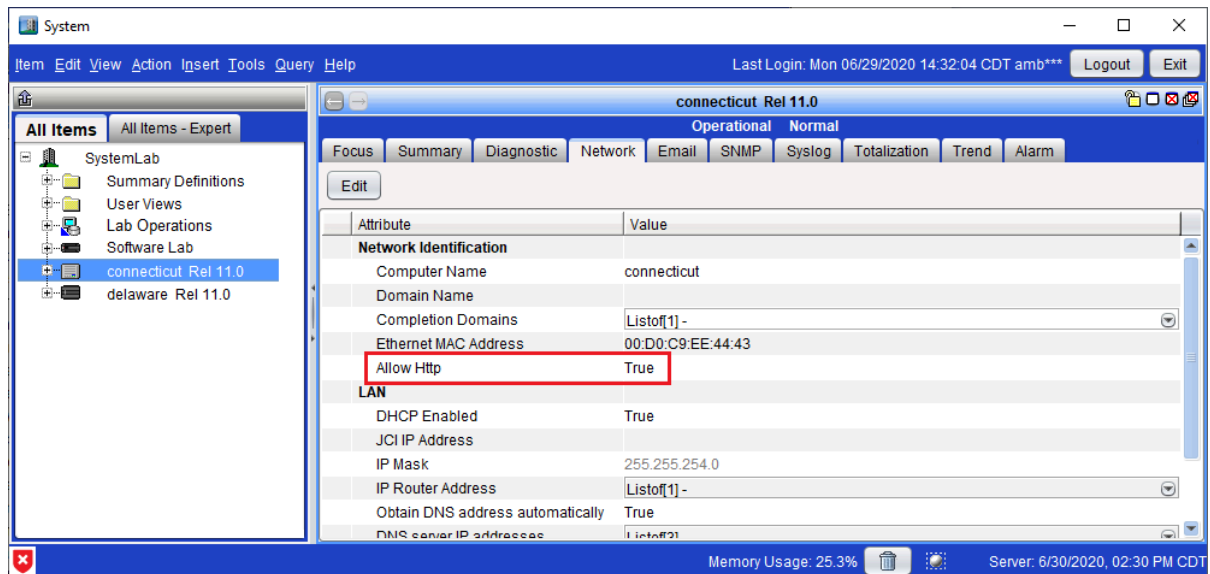 System
Item Edit View Action Insert Tools Query Help
Last Login: Mon 06/29/2020 14:32:04 CDT amb***
Logout
Exit
All Items
All Items - Expert
SystemLab
Summary Definitions
User Views
Lab Operations
Software Lab
connecticut Rel 11.0
delaware Rel 11.0
connecticut Rel 11.0
Operational Normal
Focus Summary Diagnostic Network Email SNMP Syslog Totalization Trend Alarm
Edit
Attribute Value
Network Identification
Computer Name connecticut
Domain Name
Completion Domains Listof[1] -
Ethernet MAC Address 00:D0:C9:EE:44:43
Allow Http True
LAN
DHCP Enabled True
JCI IP Address
IP Mask 255.255.254.0
IP Router Address Listof[1] -
Obtain DNS address automatically True
DNS server IP addresses Listof[2]
Memory Usage: 25.3%
Server: 6/30/2020, 02:30 PM CDT